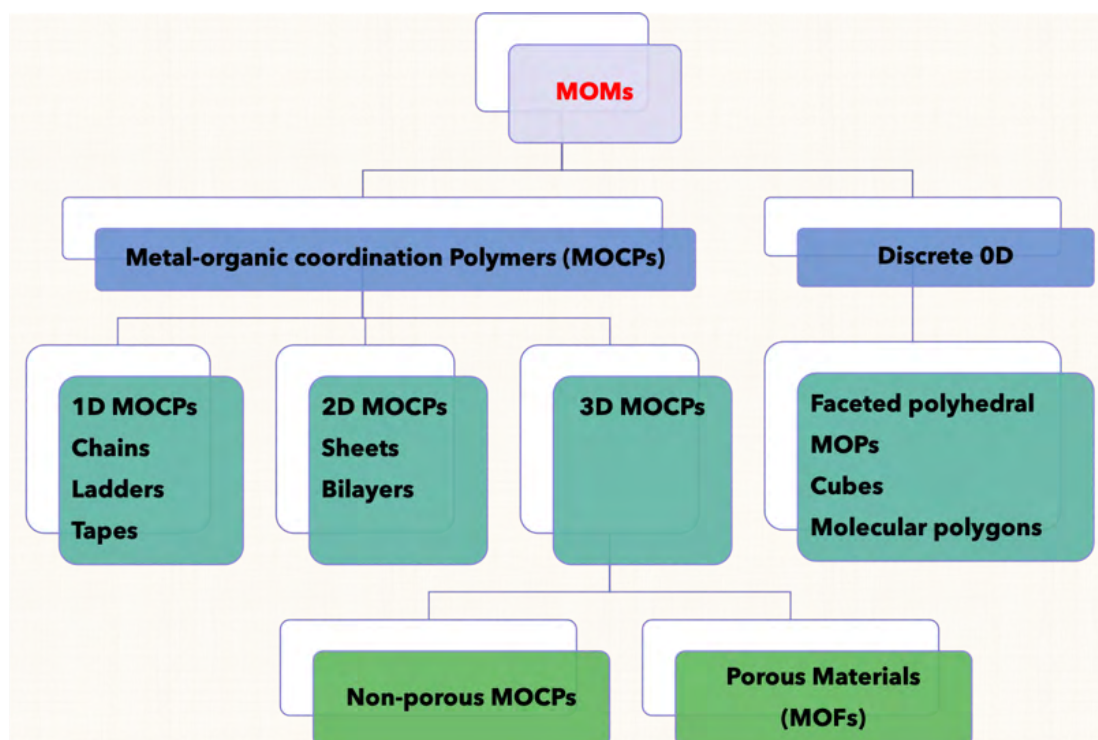 MOMs
Metal-organic coordination Polymers (MOCPs)
Discrete 0D
1D MOCPs
Chains
Ladders
Tapes
2D MOCPs
Sheets
Bilayers
3D MOCPs
Faceted polyhedral
MOPs
Cubes
Molecular polygons
Non-porous MOCPs
Porous Materials
(MOFs)